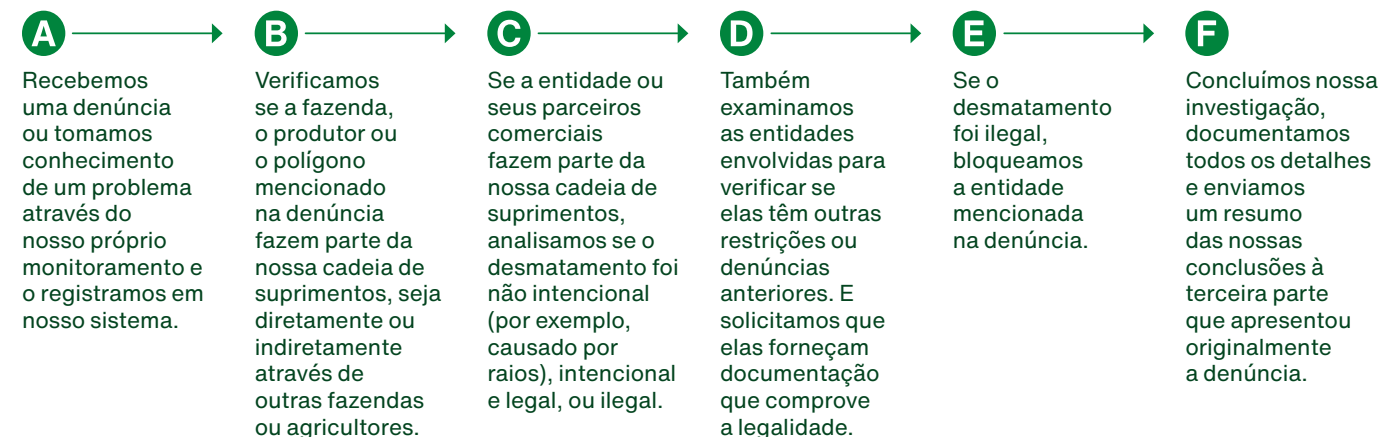 A
Recebemos
uma denúncia
ou tomamos
conhecimento
de um problema
através do
nosso próprio
monitoramento e
o registramos em
nosso sistema.
B
Verificamos
se a fazenda,
o produtor ou
o polígono
mencionado
na denúncia
fazem parte da
nossa cadeia de
suprimentos, seja
diretamente ou
indiretamente
através de
outras fazendas
ou agricultores.
C
Se a entidade ou
seus parceiros
comerciais
fazem parte da
nossa cadeia de
suprimentos,
analisamos se o
desmatamento foi
não intencional
(por exemplo,
causado por
raios), intencional
e legal, ou ilegal.
D
Também
examinamos
as entidades
envolvidas para
verificar se
elas têm outras
restrições ou
denúncias
anteriores. E
solicitamos que
elas forneçam
documentação
que comprove
a legalidade.
E
Se o
desmatamento
foi ilegal,
bloqueamos
a entidade
mencionada
na denúncia.
F
Concluímos nossa
investigação,
documentamos
todos os detalhes
e enviamos
um resumo
das nossas
conclusões à
terceira parte
que apresentou
originalmente
a denúncia.